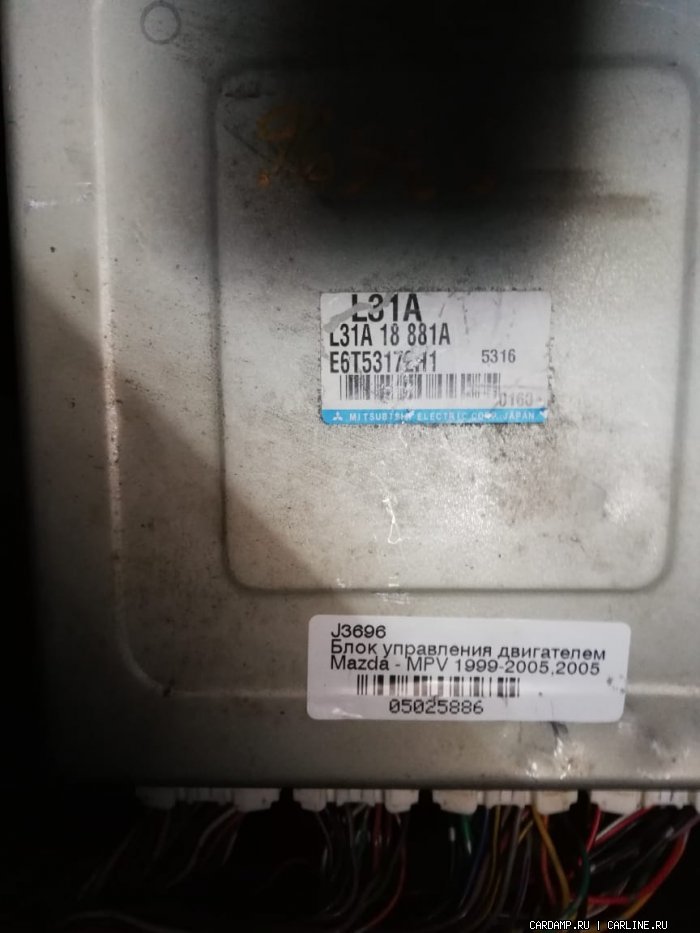 L31A
L31A 18 881A
5316
0160
MITSUBISHI ELECTRIC CORP. JAPAN
J3696
Блок управления двигателем
Mazda - MPV 1999-2005,2005
05025886
CARDAMP.RU | CARLINE.RU